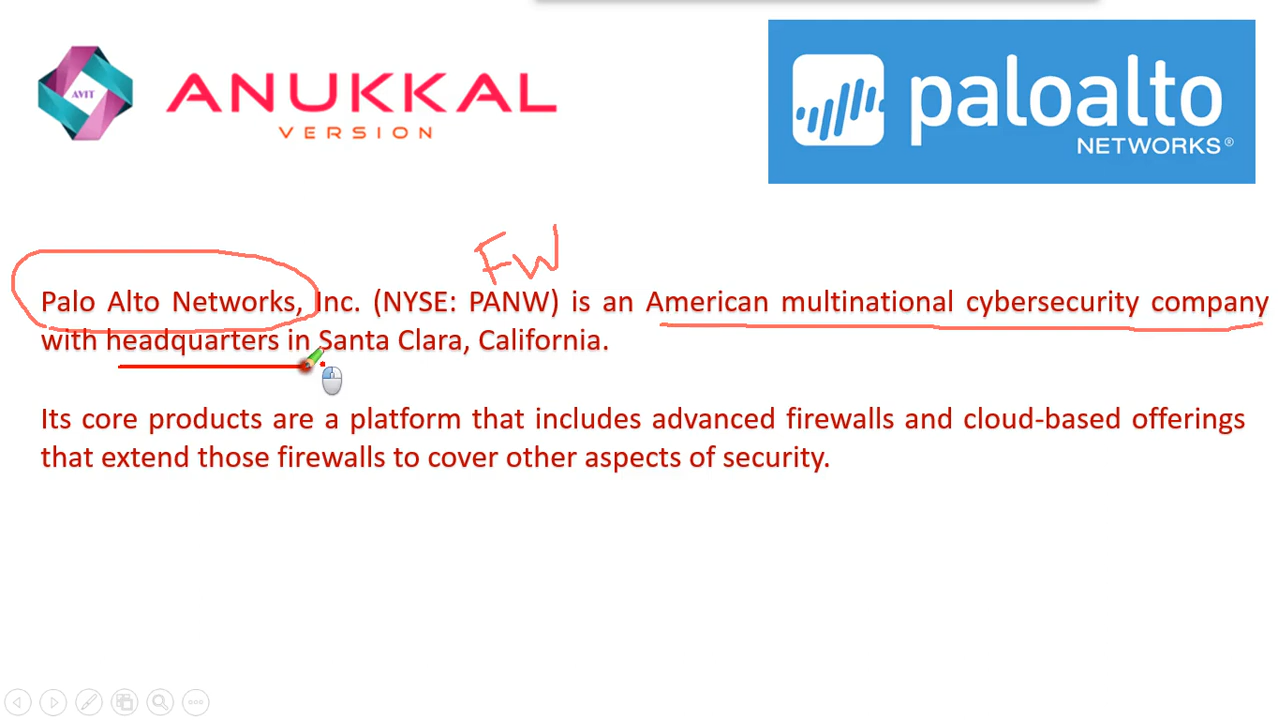 AVIT
ANUKKAL
VERSION
paloalto
NETWORKS®
FW
Palo Alto Networks, Inc. (NYSE: PANW) is an American multinational cybersecurity company
with headquarters in Santa Clara, California.
Its core products are a platform that includes advanced firewalls and cloud-based offerings
that extend those firewalls to cover other aspects of security.